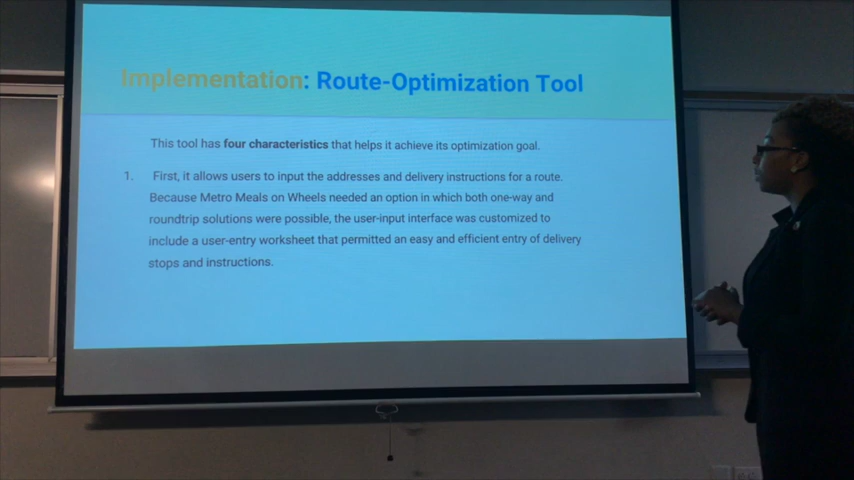 Implementation: Route-Optimization Tool
This tool has four characteristics that helps it achieve its optimization goal.
1. First, it allows users to input the addresses and delivery instructions for a route.
Because Metro Meals on Wheels needed an option in which both one-way and
roundtrip solutions were possible, the user-input interface was customized to
include a user-entry worksheet that permitted an easy and efficient entry of delivery
stops and instructions.